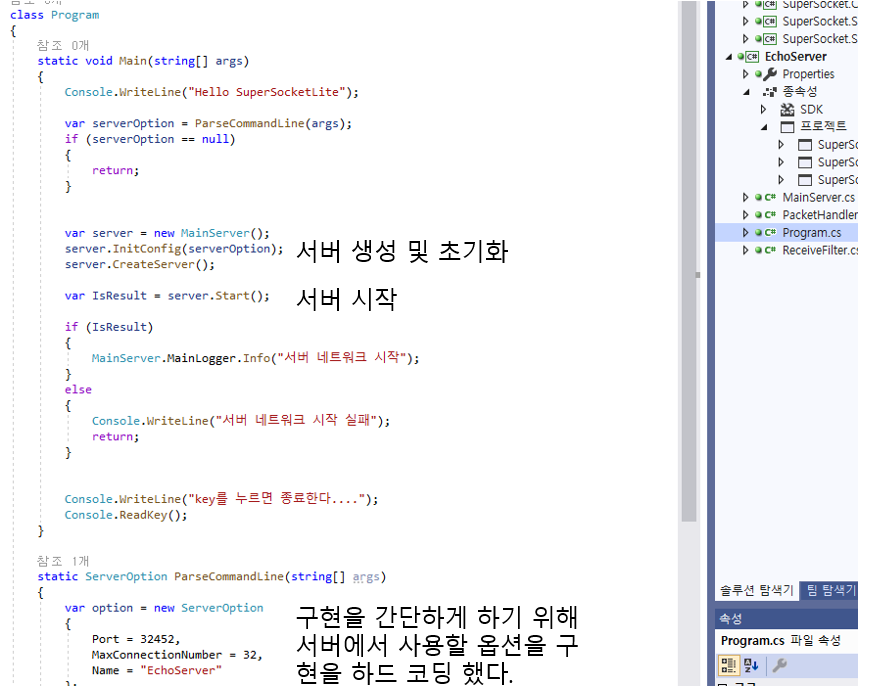 class Program
{
참조 0개
static void Main(string[] args)
{
Console.WriteLine("Hello SuperSocketLite");
var serverOption = ParseCommandLine(args);
if (serverOption == null)
{
return;
}
var server = new MainServer();
server.InitConfig(serverOption);
server.CreateServer();
서버 생성 및 초기화
var IsResult = server.Start();
서버 시작
if (IsResult)
{
MainServer.MainLogger.Info("서버 네트워크 시작");
}
else
{
Console.WriteLine("서버 네트워크 시작 실패");
return;
}
Console.WriteLine("key를 누르면 종료한다....");
Console.ReadKey();
}
참조 1개
static ServerOption ParseCommandLine(string[] args)
{
var option = new ServerOption
{
Port = 32452,
MaxConnectionNumber = 32,
Name = "EchoServer"
구현을 간단하게 하기 위해
서버에서 사용할 옵션을 구
현을 하드 코딩 했다.
C# SuperSocket.S
C# SuperSocket.S
C# EchoServer
Properties
종속성
SDK
프로젝트
SuperSo
SuperSo
SuperSo
C# MainServer.cs
C# PacketHandler
C# Program.cs
C# ReceiveFilter.cs
솔루션 탐색기 팀 탐색기
속성
Program.cs 파일 속성